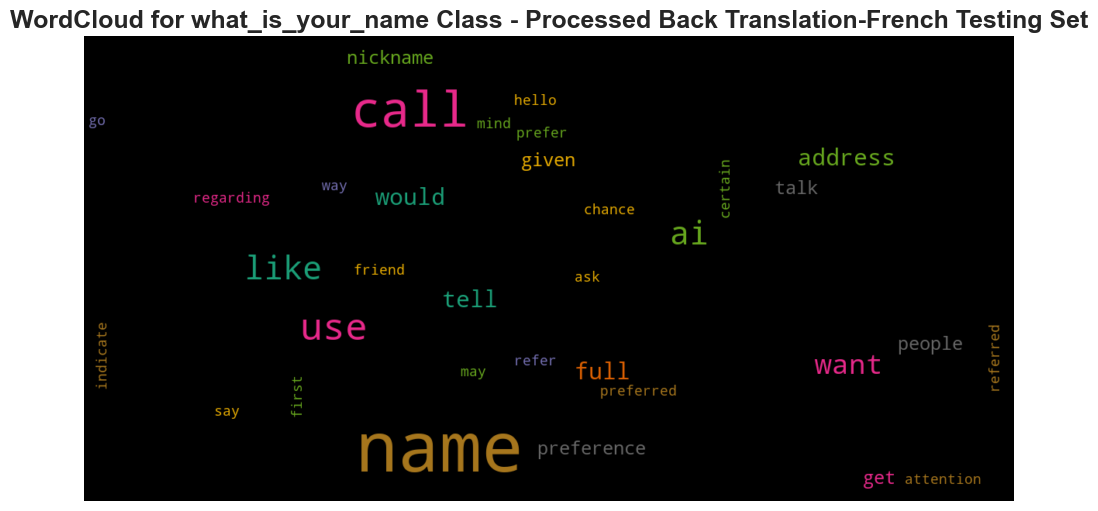 WordCloud for what_is_your_name Class - Processed Back Translation-French Testing Set
nickname
call
hello
go
mind
prefer
given
address
way
talk
regarding
would
certain
chance
ai
like
friend
ask
tell
use
people
indicate
refer
want
referred
may
full
preferred
first
say
name
preference
get
attention